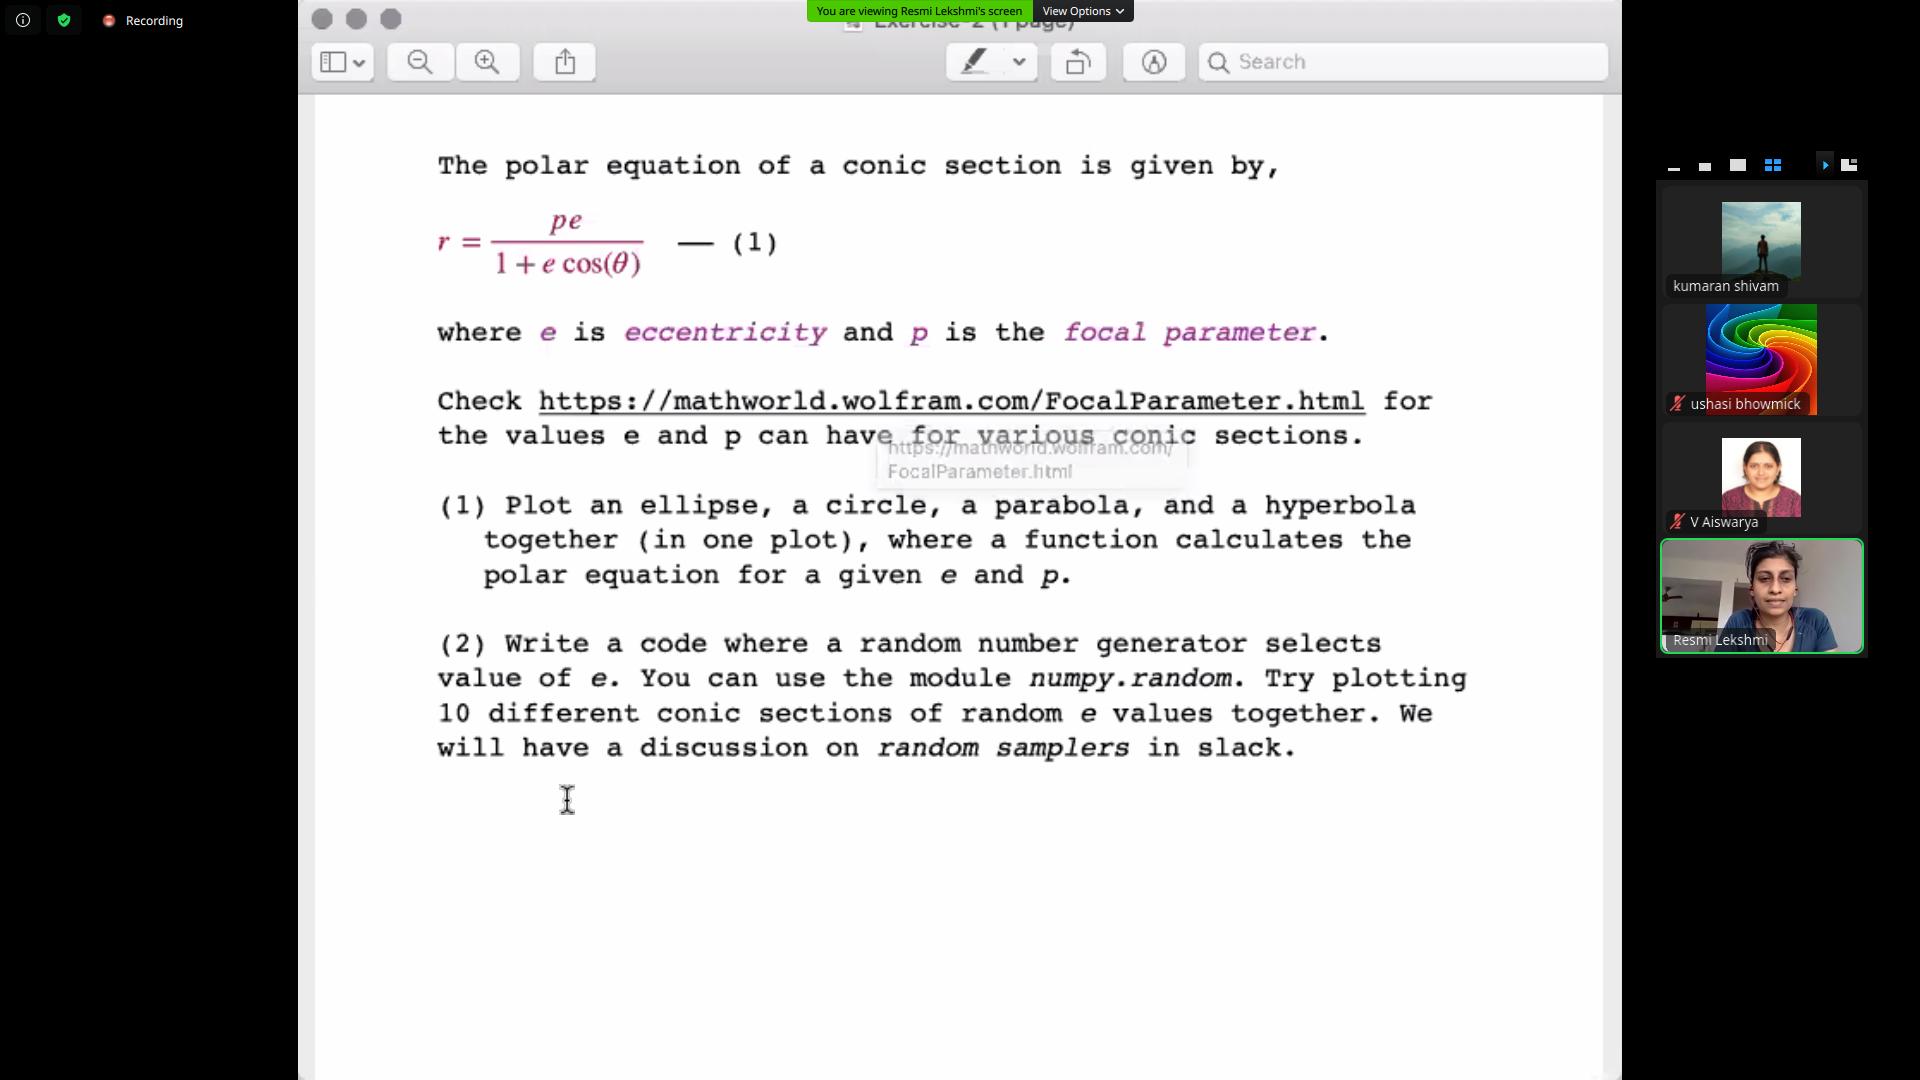 Recording
You are viewing Resmi Lekshmi's screen View Options
Exercise-2 (1 page)
Search
The polar equation of a conic section is given by,
r = pe / 1 + e cos(θ) — (1)
where e is eccentricity and p is the focal parameter.
Check https://mathworld.wolfram.com/FocalParameter.html for
the values e and p can have for various conic sections.
https://mathworld.wolfram.com/
FocalParameter.html
(1) Plot an ellipse, a circle, a parabola, and a hyperbola
together (in one plot), where a function calculates the
polar equation for a given e and p.
(2) Write a code where a random number generator selects
value of e. You can use the module numpy.random. Try plotting
10 different conic sections of random e values together. We
will have a discussion on random samplers in slack.
kumaran shivam
ushasi bhowmick
V Aiswarya
Resmi Lekshmi